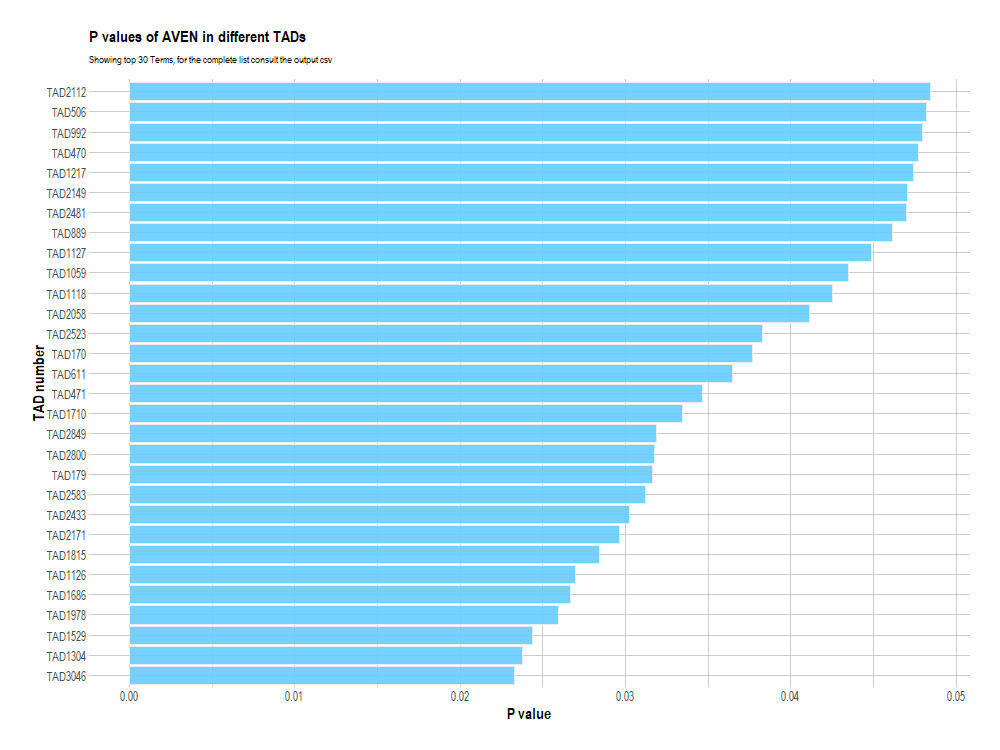 P values of AVEN in different TADs
Showing top 30 Terms, for the complete list consult the output csv
TAD number
TAD2112
TAD506
TAD992
TAD470
TAD1217
TAD2149
TAD2481
TAD889
TAD1127
TAD1059
TAD1118
TAD2058
TAD2523
TAD170
TAD611
TAD471
TAD1710
TAD2849
TAD2800
TAD179
TAD2583
TAD2433
TAD2171
TAD1815
TAD1126
TAD1686
TAD1978
TAD1529
TAD1304
TAD3046
0.00 0.01 0.02 0.03 0.04 0.05
P value